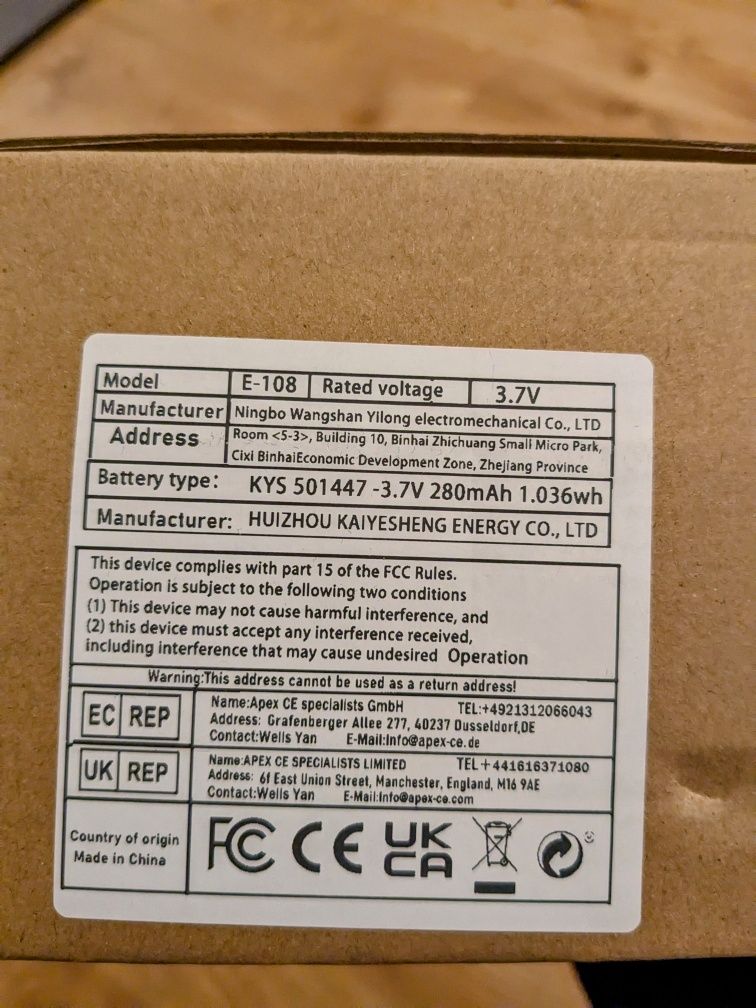 Model E-108 Rated voltage 3.7V
Manufacturer Ningbo Wangshan Yilong electromechanical Co., LTD
Address Room <5-3>, Building 10, Binhai Zhichuang Small Micro Park,
Cixi BinhaiEconomic Development Zone, Zhejiang Province
Battery type: KYS 501447 -3.7V 280mAh 1.036wh
Manufacturer: HUIZHOU KAIYESHENG ENERGY CO., LTD
This device complies with part 15 of the FCC Rules.
Operation is subject to the following two conditions
(1) This device may not cause harmful interference, and
(2) this device must accept any interference received,
including interference that may cause undesired Operation
Warning:This address cannot be used as a return address!
EC REP
Name:Apex CE specialists GmbH TEL:+4921312066043
Address: Grafenberger Allee 277, 40237 Dusseldorf,DE
Contact:Wells Yan E-Mail:Info@apex-ce.de
UK REP
Name:APEX CE SPECIALISTS LIMITED TEL+441616371080
Address: 6f East Union Street, Manchester, England, M16 9AE
Contact:Wells Yan E-Mail:Info@apex-ce.com
Country of origin
Made in China
FC CE UK
CA